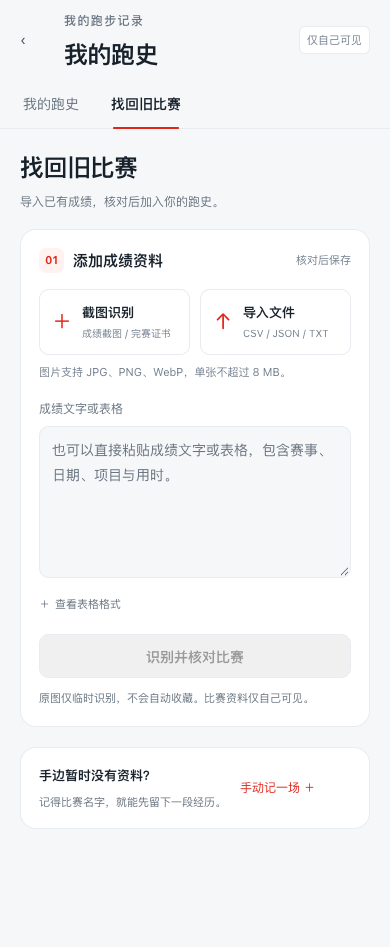 我的跑步记录
‹
我的跑史
仅自己可见
我的跑史
找回旧比赛
找回旧比赛
导入已有成绩，核对后加入你的跑史。
01
添加成绩资料
核对后保存
截图识别
成绩截图 / 完赛证书
导入文件
CSV / JSON / TXT
图片支持 JPG、PNG、WebP，单张不超过 8 MB。
成绩文字或表格
也可以直接粘贴成绩文字或表格，包含赛事、
日期、项目与用时。
＋ 查看表格格式
识别并核对比赛
原图仅临时识别，不会自动收藏。比赛资料仅自己可见。
手边暂时没有资料?
记得比赛名字，就能先留下一段经历。
手动记一场 ＋